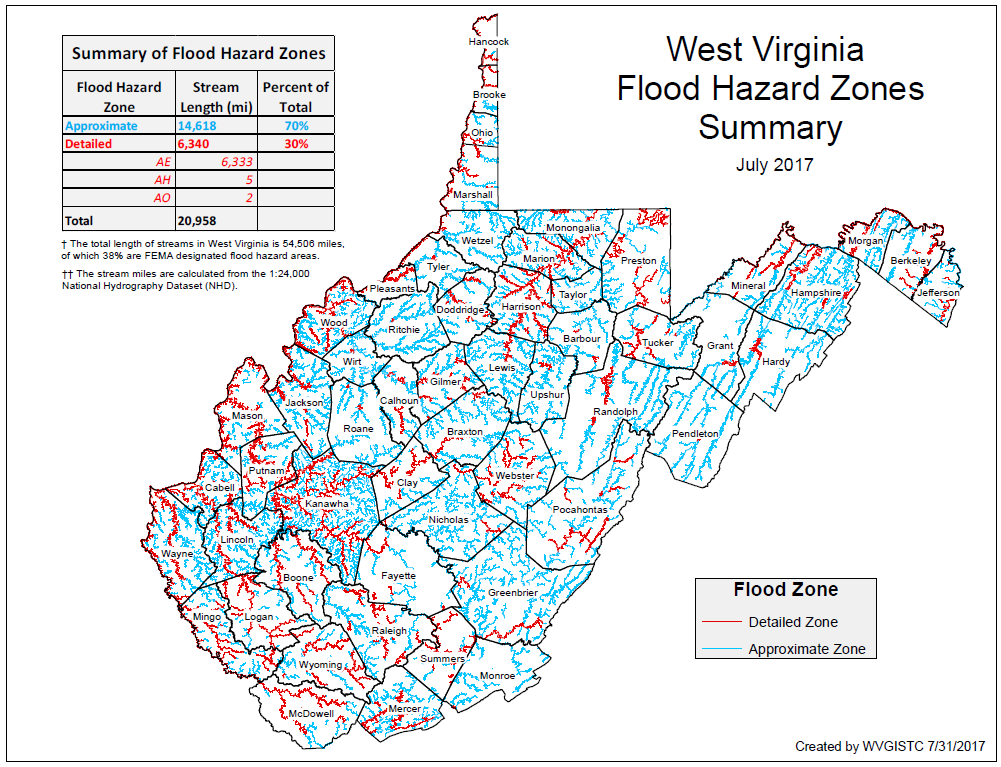 Summary of Flood Hazard Zones
Flood Hazard Zone Stream Length (mi) Percent of Total
Approximate 14,618 70%
Detailed 6,340 30%
AE 6,333
AH 5
AO 2
Total 20,958
† The total length of streams in West Virginia is 54,506 miles,
of which 38% are FEMA designated flood hazard areas.
†† The stream miles are calculated from the 1:24,000
National Hydrography Dataset (NHD).
West Virginia
Flood Hazard Zones
Summary
July 2017
Hancock
Brooke
Ohio
Marshall
Wetzel
Monongalia
Marion
Preston
Morgan
Berkeley
Jefferson
Mineral
Hampshire
Tyler
Pleasants
Doddridge
Harrison
Taylor
Wood
Ritchie
Barbour
Tucker
Grant
Hardy
Wirt
Lewis
Gilmer
Upshur
Jackson
Calhoun
Randolph
Mason
Roane
Braxton
Pendleton
Putnam
Webster
Cabell
Clay
Kanawha
Pocahontas
Nicholas
Lincoln
Wayne
Boone
Fayette
Greenbrier
Mingo
Logan
Raleigh
Summers
Wyoming
Monroe
McDowell
Mercer
Flood Zone
Detailed Zone
Approximate Zone
Created by WVGISTC 7/31/2017